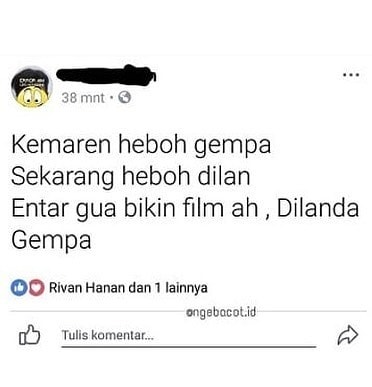 38 mnt
Kemaren heboh gempa
Sekarang heboh dilan
Entar gua bikin film ah , Dilanda
Gempa
Rivan Hanan dan 1 lainnya
@ngebacot.id
Tulis komentar...